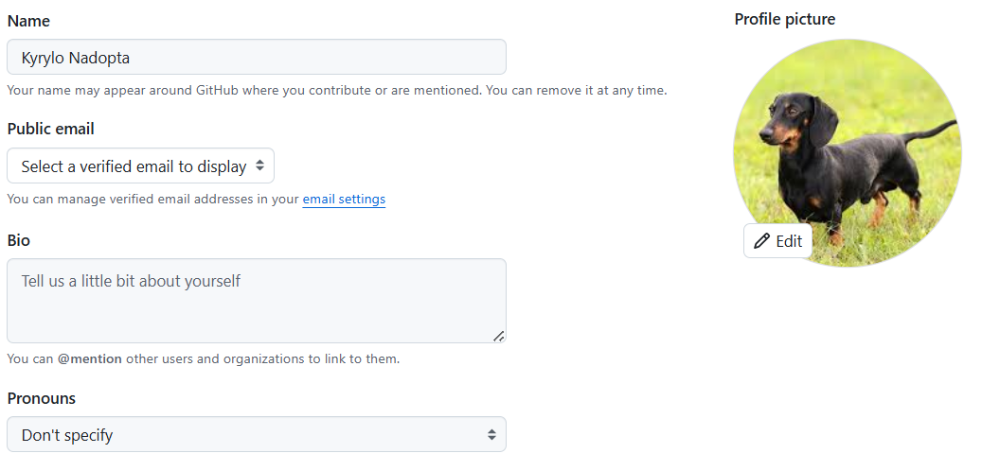 Name
Kyrylo Nadopta
Your name may appear around GitHub where you contribute or are mentioned. You can remove it at any time.
Public email
Select a verified email to display
You can manage verified email addresses in your email settings
Bio
Tell us a little bit about yourself
You can @mention other users and organizations to link to them.
Pronouns
Don't specify
Profile picture
Edit